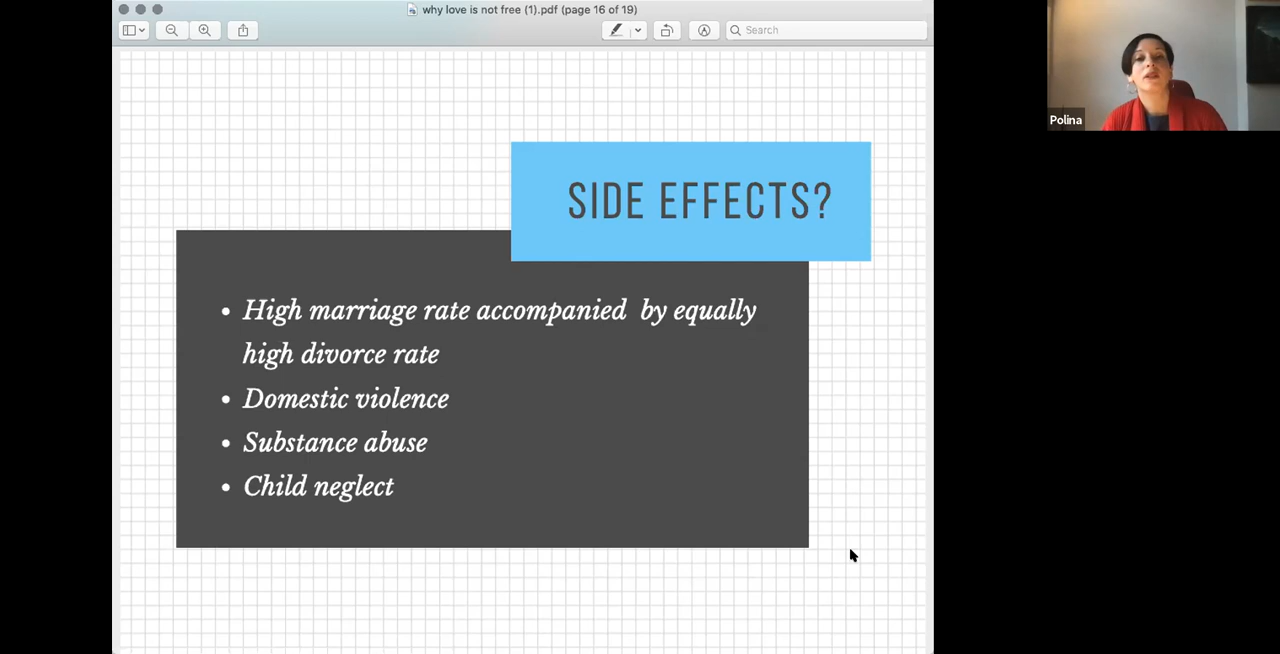 why love is not free (1).pdf (page 16 of 19)
Search
Polina
SIDE EFFECTS?
• High marriage rate accompanied  by equally
high divorce rate
• Domestic violence
• Substance abuse
• Child neglect